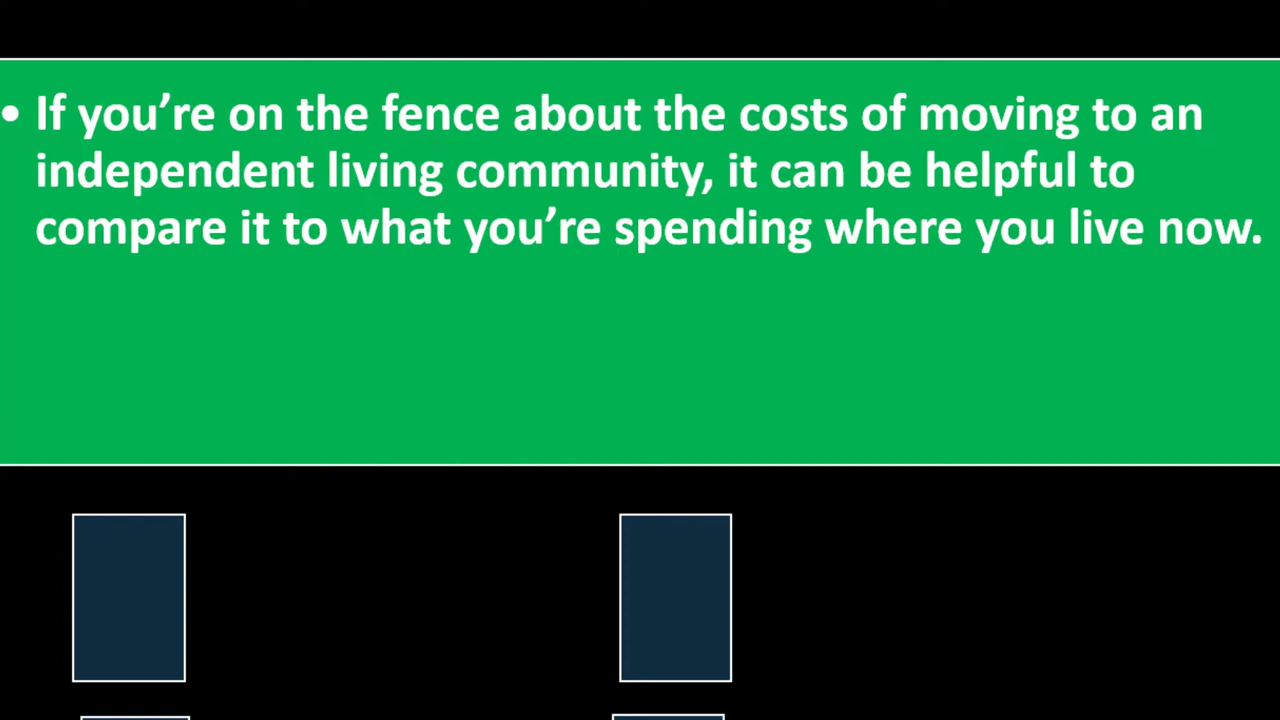 • If you’re on the fence about the costs of moving to an
independent living community, it can be helpful to
compare it to what you’re spending where you live now.